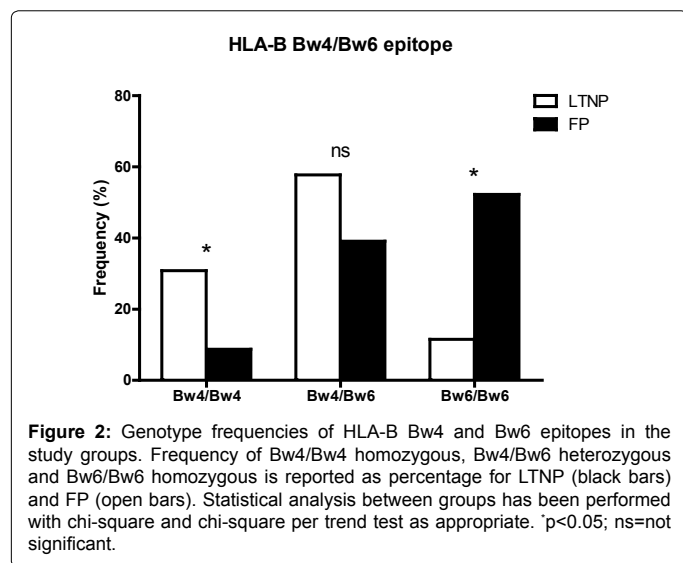 HLA-B Bw4/Bw6 epitope
LTNP
FP
80
60
40
20
0
Frequency (%)
*
ns
*
Bw4/Bw4
Bw4/Bw6
Bw6/Bw6
Figure 2: Genotype frequencies of HLA-B Bw4 and Bw6 epitopes in the
study groups. Frequency of Bw4/Bw4 homozygous, Bw4/Bw6 heterozygous
and Bw6/Bw6 homozygous is reported as percentage for LTNP (black bars)
and FP (open bars). Statistical analysis between groups has been performed
with chi-square and chi-square per trend test as appropriate. *p<0.05; ns=not
significant.